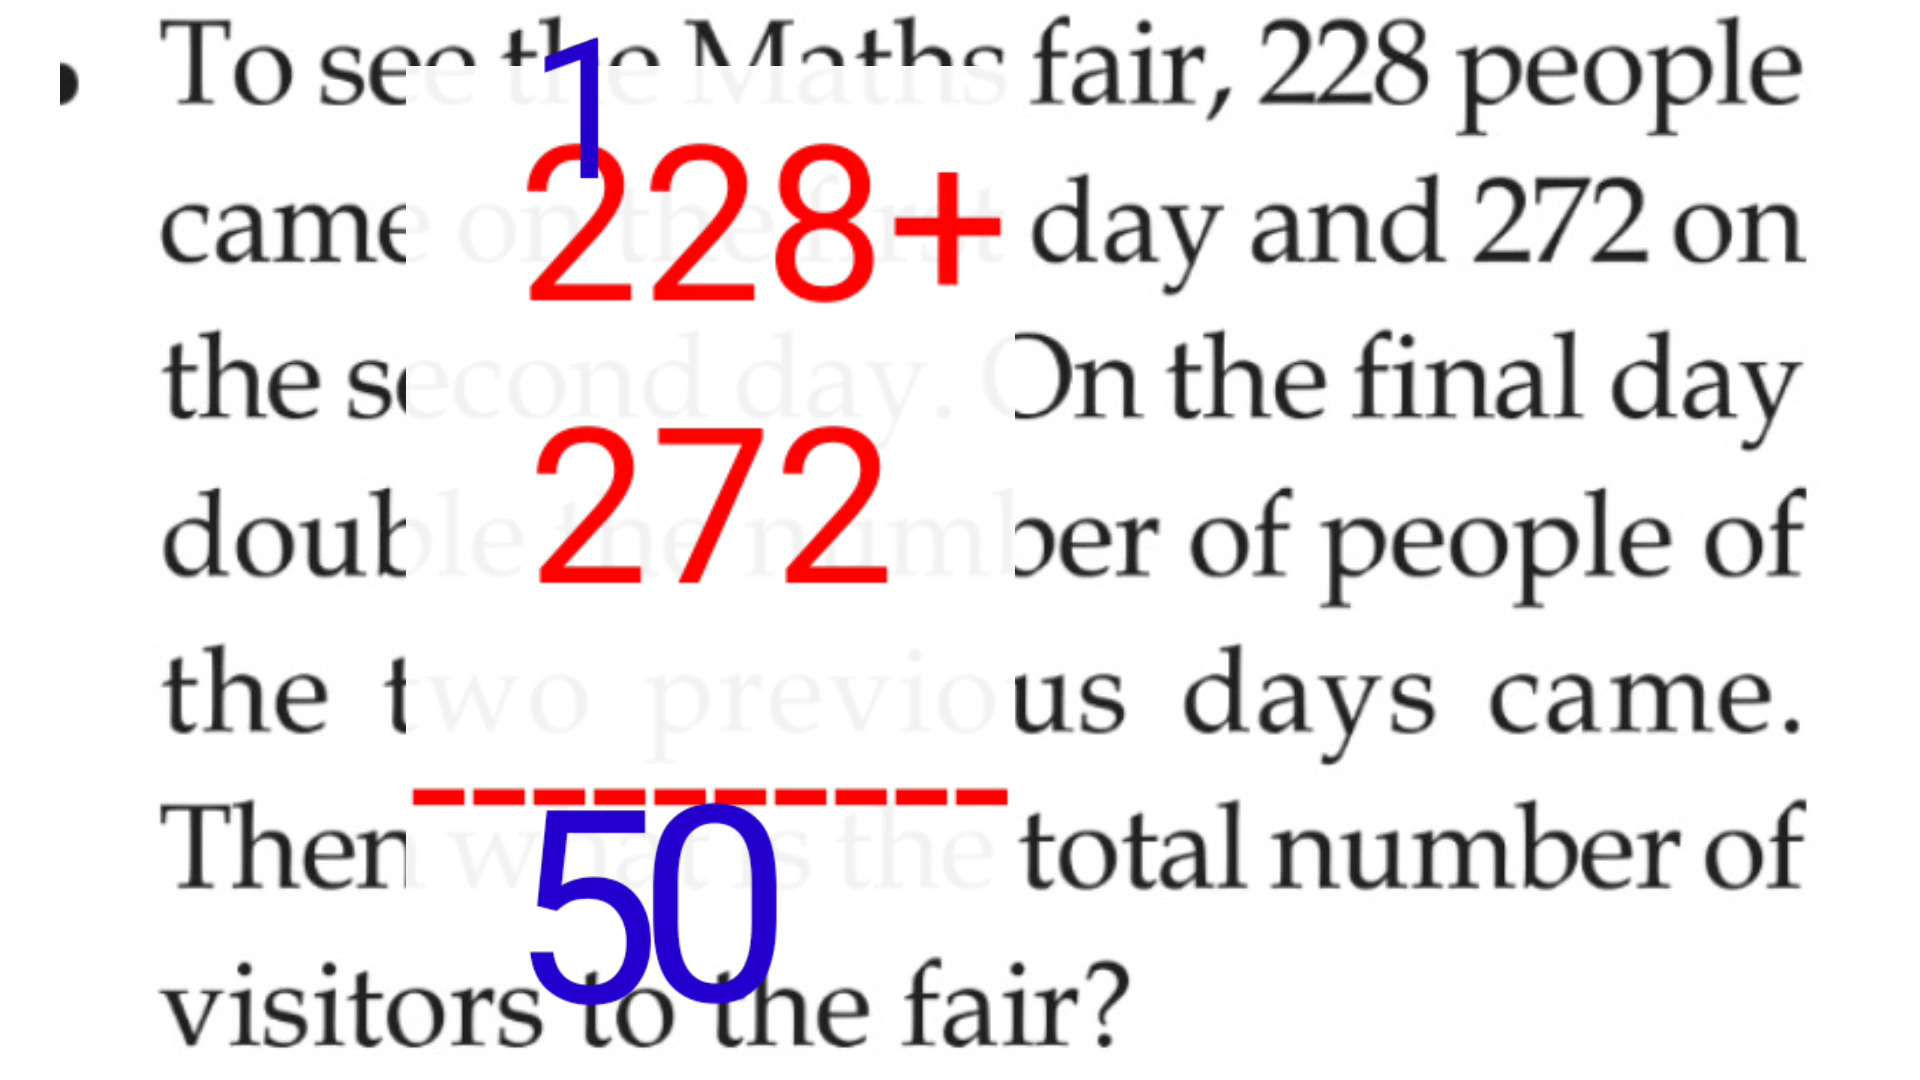 To see the Maths fair, 228 people
came on the first day and 272 on
the second day. On the final day
double the number of people of
the two previous days came.
Then what is the total number of
visitors to the fair?
1
228+
272
-----------
50